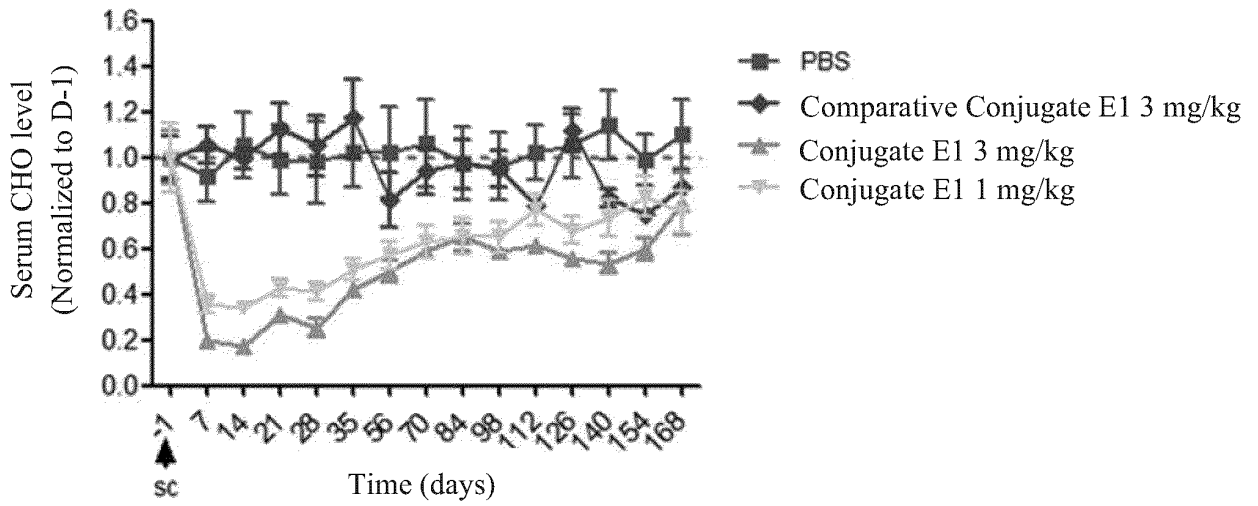 Serum CHO level
(Normalized to D-1)
1.6
1.4
1.2
1.0
0.8
0.6
0.4
0.2
0.0
-1 7 14 21 28 35 56 70 84 98 112 126 140 154 168
sc
Time (days)
PBS
Comparative Conjugate E1 3 mg/kg
Conjugate E1 3 mg/kg
Conjugate E1 1 mg/kg